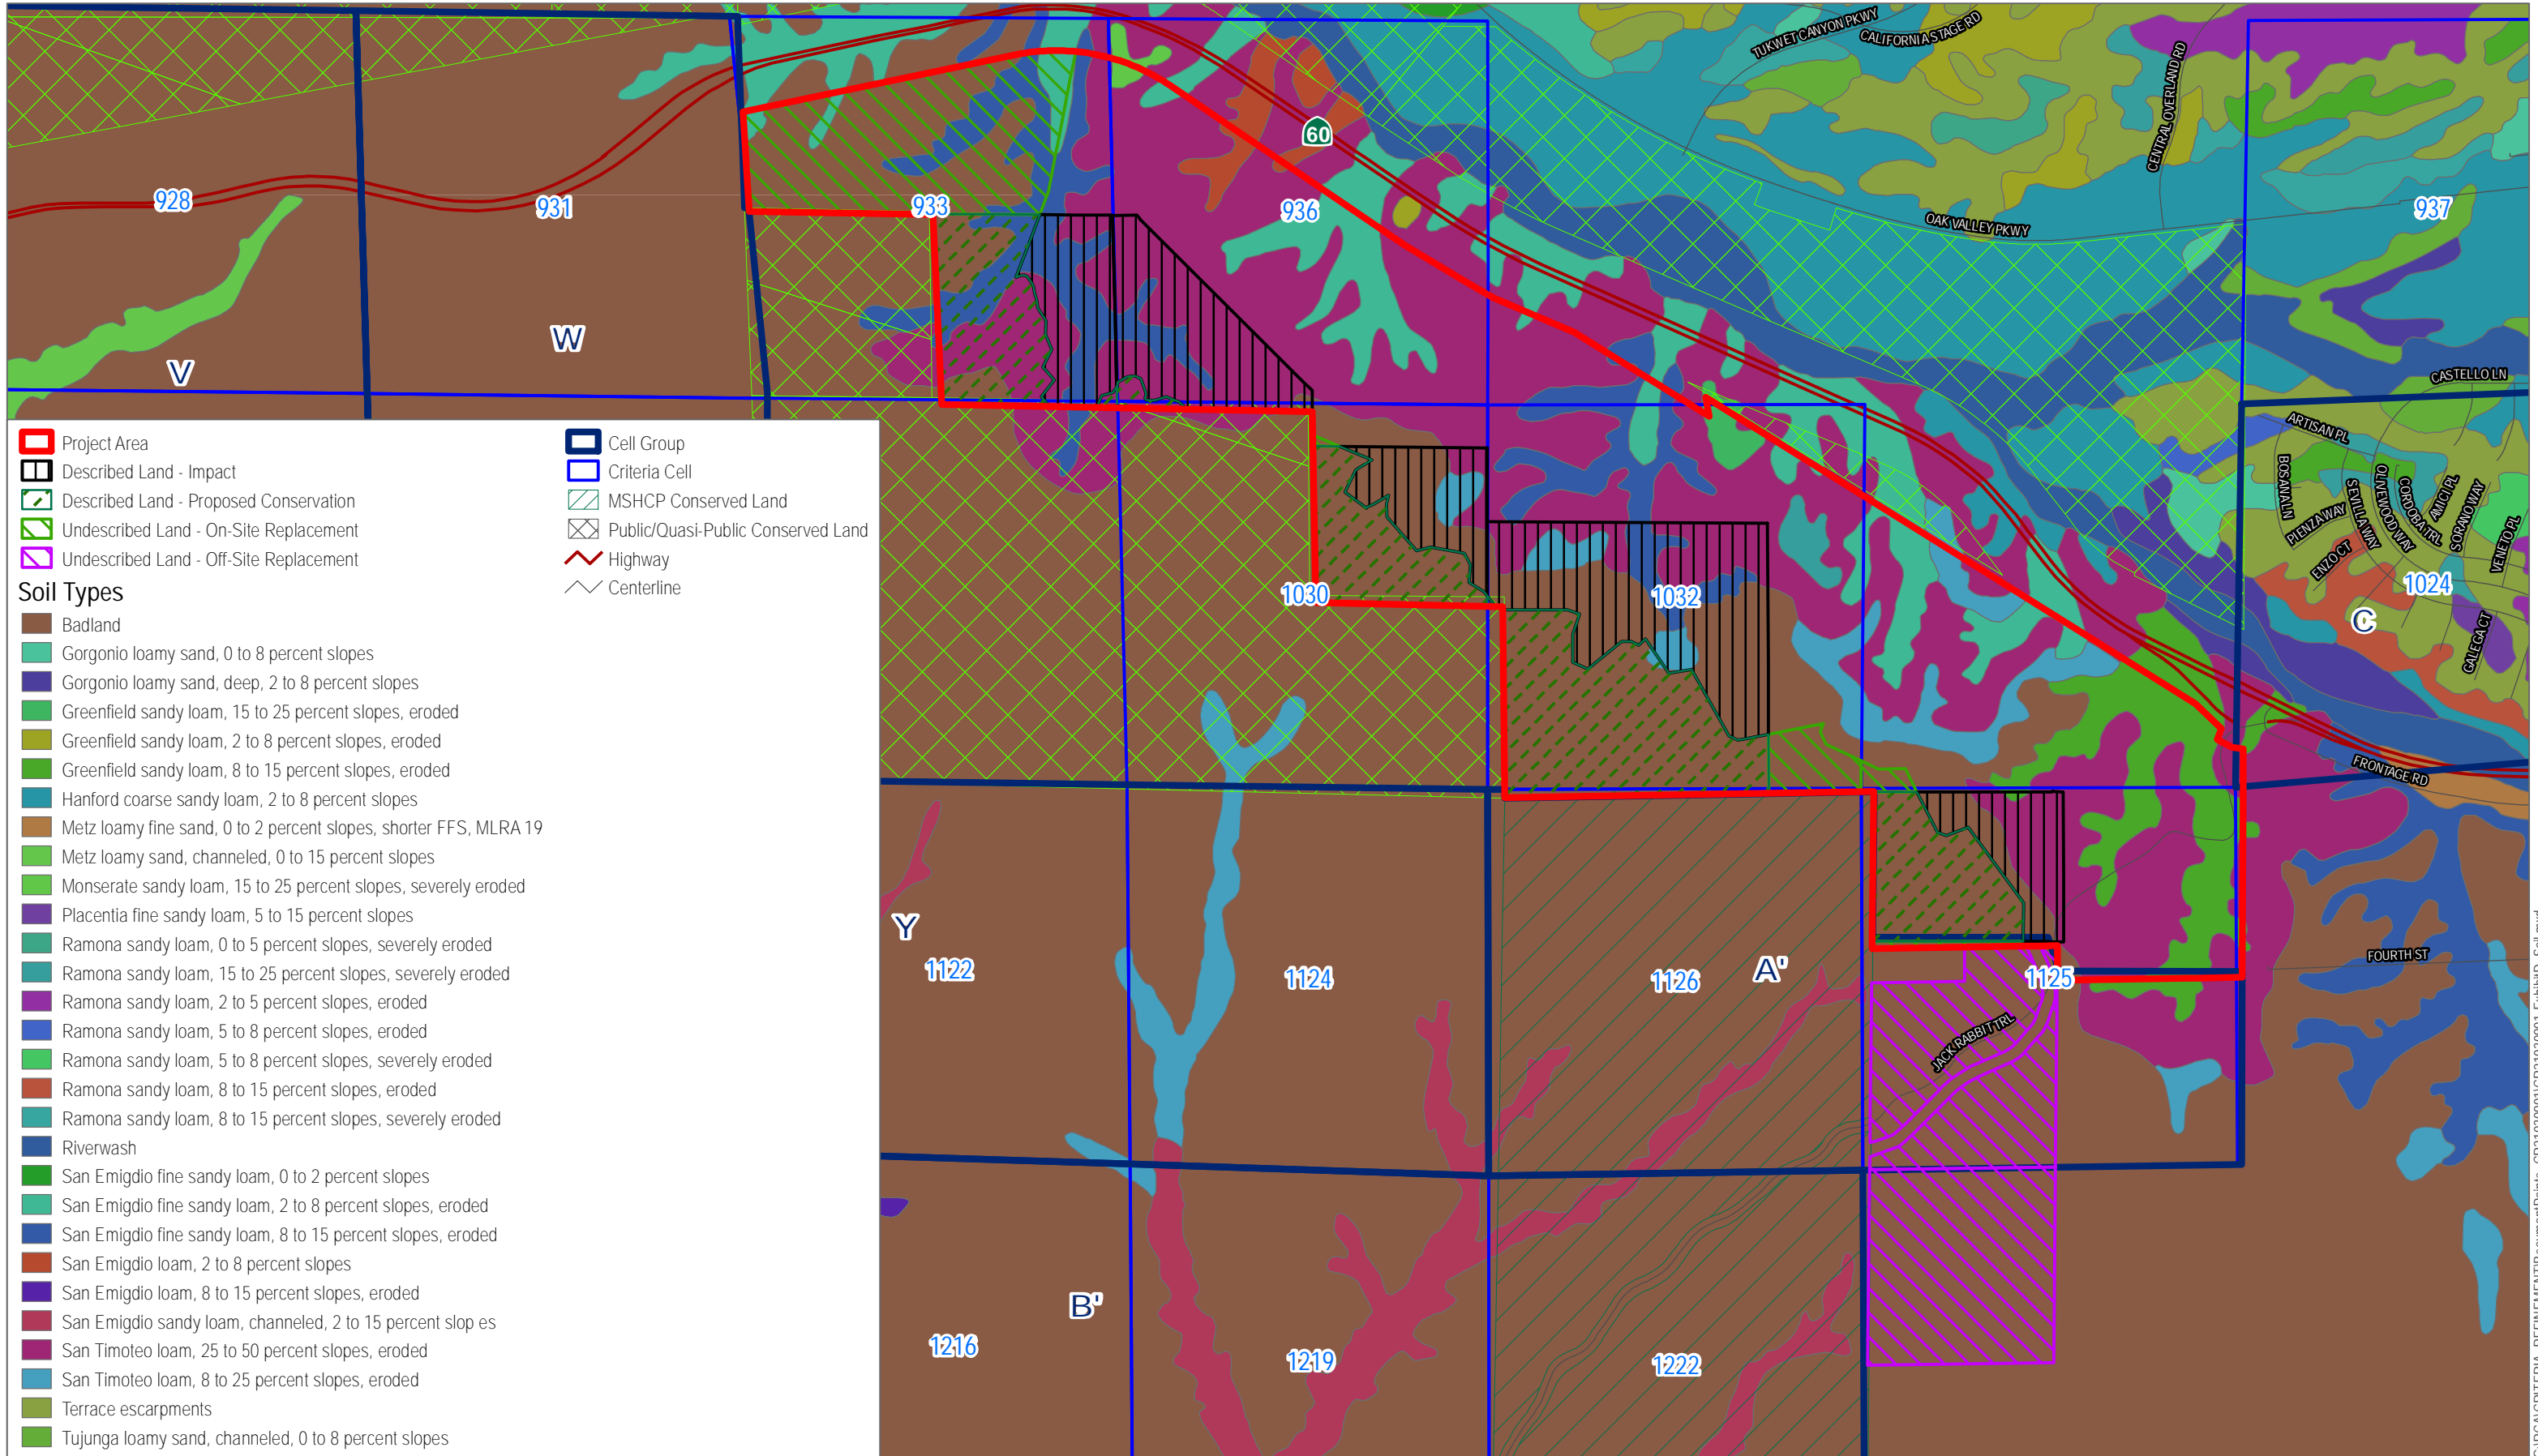 TUKWET CANYON PKWY
CALIFORNIA STAGE RD
CENTRAL OVERLAND RD
60
928
931
933
936
937
OAK VALLEY PKWY
W
V
CASTELLO LN
ARTISAN PL
BOSANA LN
PIENZA WAY
SEVILLA WAY
OLIVEWOOD WAY
CORDOBA TRL
AMICI PL
SORANO WAY
VENETO PL
ENZO CT
1024
C
GALEGA CT
1030
1032
FRONTAGE RD
Y
1122
1124
1126
A'
1125
FOURTH ST
JACK RABBIT TRL
B'
1216
1219
1222
Project Area
Described Land - Impact
Described Land - Proposed Conservation
Undescribed Land - On-Site Replacement
Undescribed Land - Off-Site Replacement
Cell Group
Criteria Cell
MSHCP Conserved Land
Public/Quasi-Public Conserved Land
Highway
Centerline
Soil Types
Badland
Gorgonio loamy sand, 0 to 8 percent slopes
Gorgonio loamy sand, deep, 2 to 8 percent slopes
Greenfield sandy loam, 15 to 25 percent slopes, eroded
Greenfield sandy loam, 2 to 8 percent slopes, eroded
Greenfield sandy loam, 8 to 15 percent slopes, eroded
Hanford coarse sandy loam, 2 to 8 percent slopes
Metz loamy fine sand, 0 to 2 percent slopes, shorter FFS, MLRA 19
Metz loamy sand, channeled, 0 to 15 percent slopes
Monserate sandy loam, 15 to 25 percent slopes, severely eroded
Placentia fine sandy loam, 5 to 15 percent slopes
Ramona sandy loam, 0 to 5 percent slopes, severely eroded
Ramona sandy loam, 15 to 25 percent slopes, severely eroded
Ramona sandy loam, 2 to 5 percent slopes, eroded
Ramona sandy loam, 5 to 8 percent slopes, eroded
Ramona sandy loam, 5 to 8 percent slopes, severely eroded
Ramona sandy loam, 8 to 15 percent slopes, eroded
Ramona sandy loam, 8 to 15 percent slopes, severely eroded
Riverwash
San Emigdio fine sandy loam, 0 to 2 percent slopes
San Emigdio fine sandy loam, 2 to 8 percent slopes, eroded
San Emigdio fine sandy loam, 8 to 15 percent slopes, eroded
San Emigdio loam, 2 to 8 percent slopes
San Emigdio loam, 8 to 15 percent slopes, eroded
San Emigdio sandy loam, channeled, 2 to 15 percent slop es
San Timoteo loam, 25 to 50 percent slopes, eroded
San Timoteo loam, 8 to 25 percent slopes, eroded
Terrace escarpments
Tujunga loamy sand, channeled, 0 to 8 percent slopes